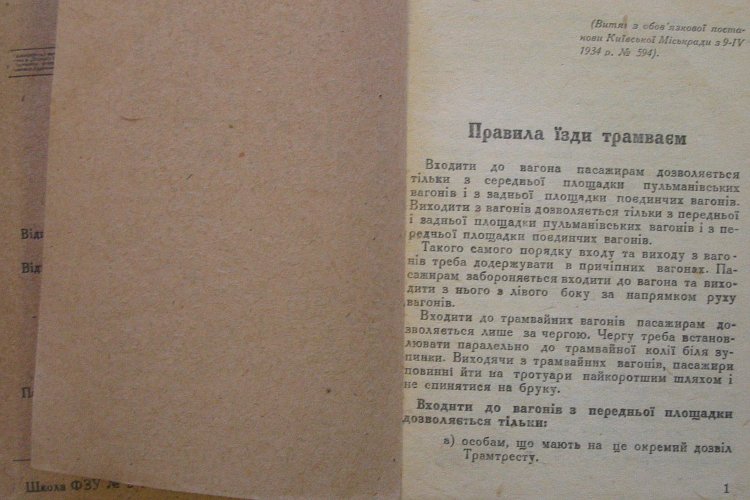 (Витяг з обов'язкової поста-
нови Київської Міськради з 9-IV
1934 р. № 594).
Правила їзди трамваєм
Входити до вагона пасажирам дозволяється
тільки з середньої площадки пульманівських
вагонів і з задньої площадки поєдинчих вагонів.
Виходити з вагонів дозволяється тільки з передньої
і задньої площадки пульманівських вагонів і з пе-
редньої площадки поєдинчих вагонів.
Такого самого порядку входу та виходу з ваго-
нів треба додержувати в причіпних вагонах. Па-
сажирам забороняється входити до вагона та вихо-
дити з нього з лівого боку за напрямком руху
вагонів.
Входити до трамвайних вагонів пасажирам до-
зволяється лише за чергою. Чергу треба встанов-
лювати паралельно до трамвайної колії біля зу-
пинки. Виходячи з трамвайних вагонів, пасажири
повинні йти на тротуари найкоротшим шляхом і
не спинятися на бруку.
Входити до вагонів з передньої площадки
дозволяється тільки:
а) особам, що мають на це окремий дозвіл
Трамтресту.
1
Від
Від
Школа ФЗУ №